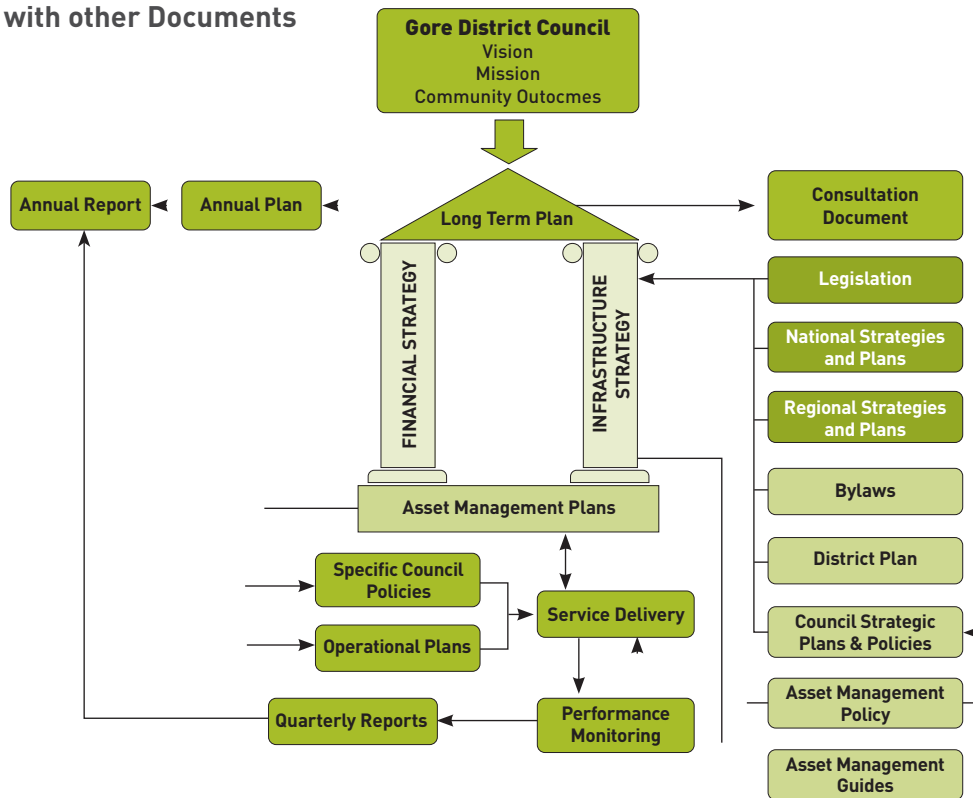 with other Documents
Gore District Council
Vision
Mission
Community Outocmes
Annual Report
Annual Plan
Long Term Plan
Consultation
Document
FINANCIAL STRATEGY
INFRASTRUCTURE
STRATEGY
Legislation
National Strategies
and Plans
Regional Strategies
and Plans
Bylaws
District Plan
Council Strategic
Plans & Policies
Asset Management
Policy
Asset Management
Guides
Asset Management Plans
Specific Council
Policies
Operational Plans
Service Delivery
Quarterly Reports
Performance
Monitoring